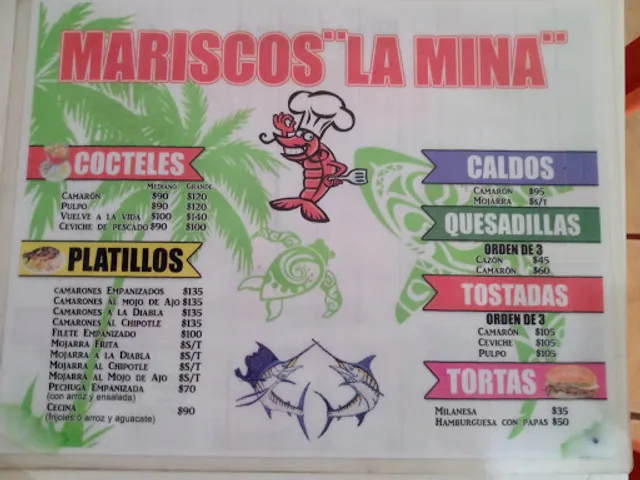 MARISCOS¨LA MINA¨
COCTELES
MEDIANO GRANDE
CAMARÓN $90 $120
PULPO $90 $120
VUELVE A LA VIDA $100 $140
CEVICHE DE PESCADO $90 $100
PLATILLOS
CAMARONES EMPANIZADOS $135
CAMARONES AL MOJO DE AJO $135
CAMARONES A LA DIABLA $135
CAMARONES AL CHIPOTLE $135
FILETE EMPANIZADO $100
MOJARRA FRITA $S/T
MOJARRA A LA DIABLA $S/T
MOJARRA AL CHIPOTLE $S/T
MOJARRA AL MOJO DE AJO $S/T
PECHUGA EMPANIZADA $70
(con arroz y ensalada)
CECINA $90
(frijoles o arroz y aguacate)
CALDOS
CAMARÓN $95
MOJARRA $S/T
QUESADILLAS
ORDEN DE 3
CAZÓN $45
CAMARÓN $60
TOSTADAS
ORDEN DE 3
CAMARÓN $105
CEVICHE $105
PULPO $105
TORTAS
MILANESA $35
HAMBURGUESA CON PAPAS $50